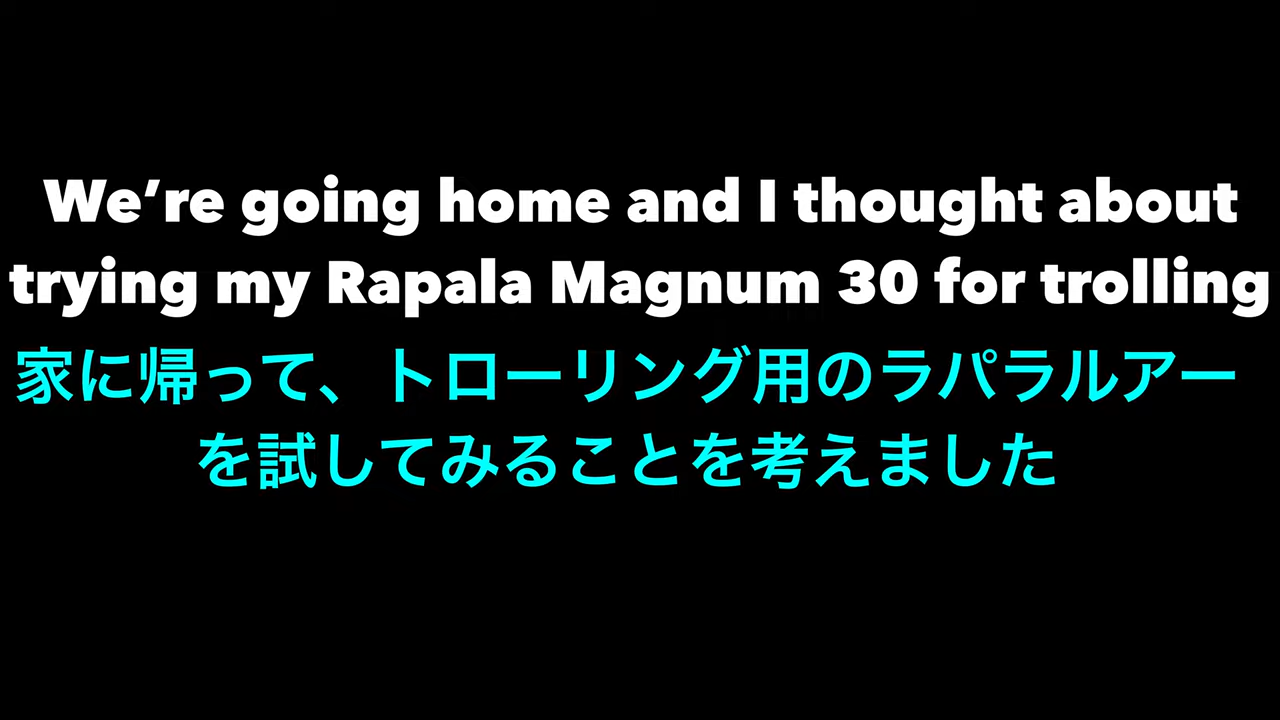 We’re going home and I thought about
trying my Rapala Magnum 30 for trolling
家に帰って、トローリング用のラパラルアー
を試してみることを考えました